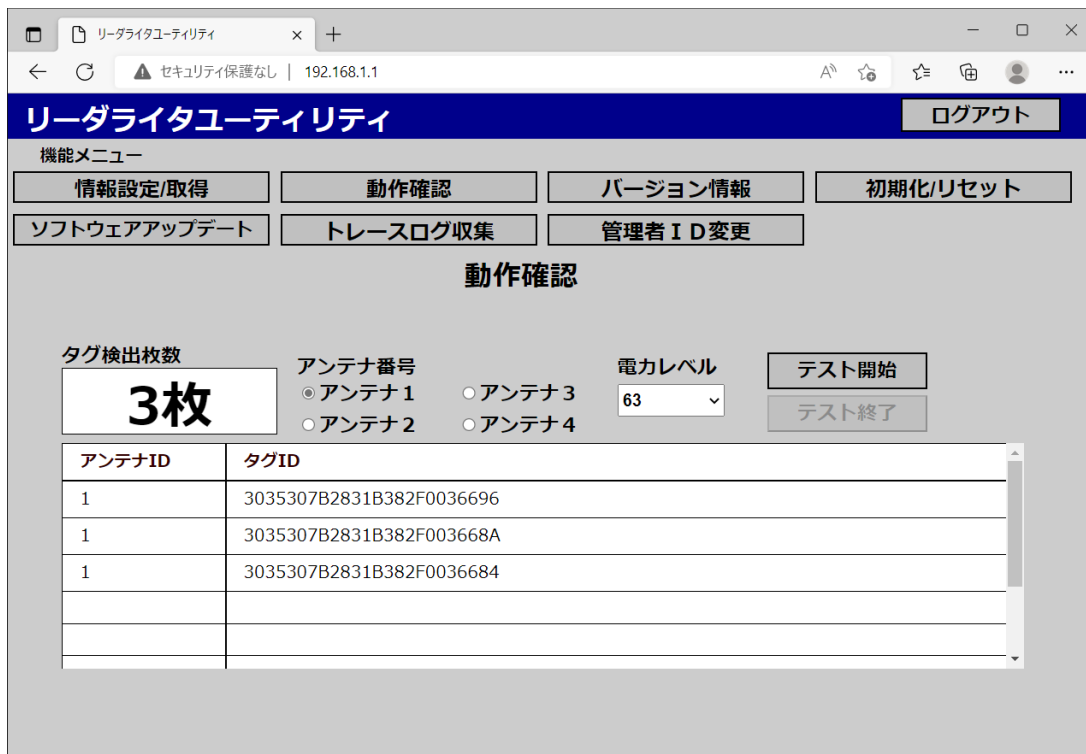 リーダライタユーティリティ
セキュリティ保護なし | 192.168.1.1
リーダライタユーティリティ
ログアウト
機能メニュー
情報設定/取得 動作確認 バージョン情報 初期化/リセット
ソフトウェアアップデート トレースログ収集 管理者ＩＤ変更
動作確認
タグ検出枚数
3枚
アンテナ番号
アンテナ１ アンテナ３
アンテナ２ アンテナ４
電力レベル
63
テスト開始
テスト終了
アンテナID タグID
1 3035307B2831B382F0036696
1 3035307B2831B382F003668A
1 3035307B2831B382F0036684